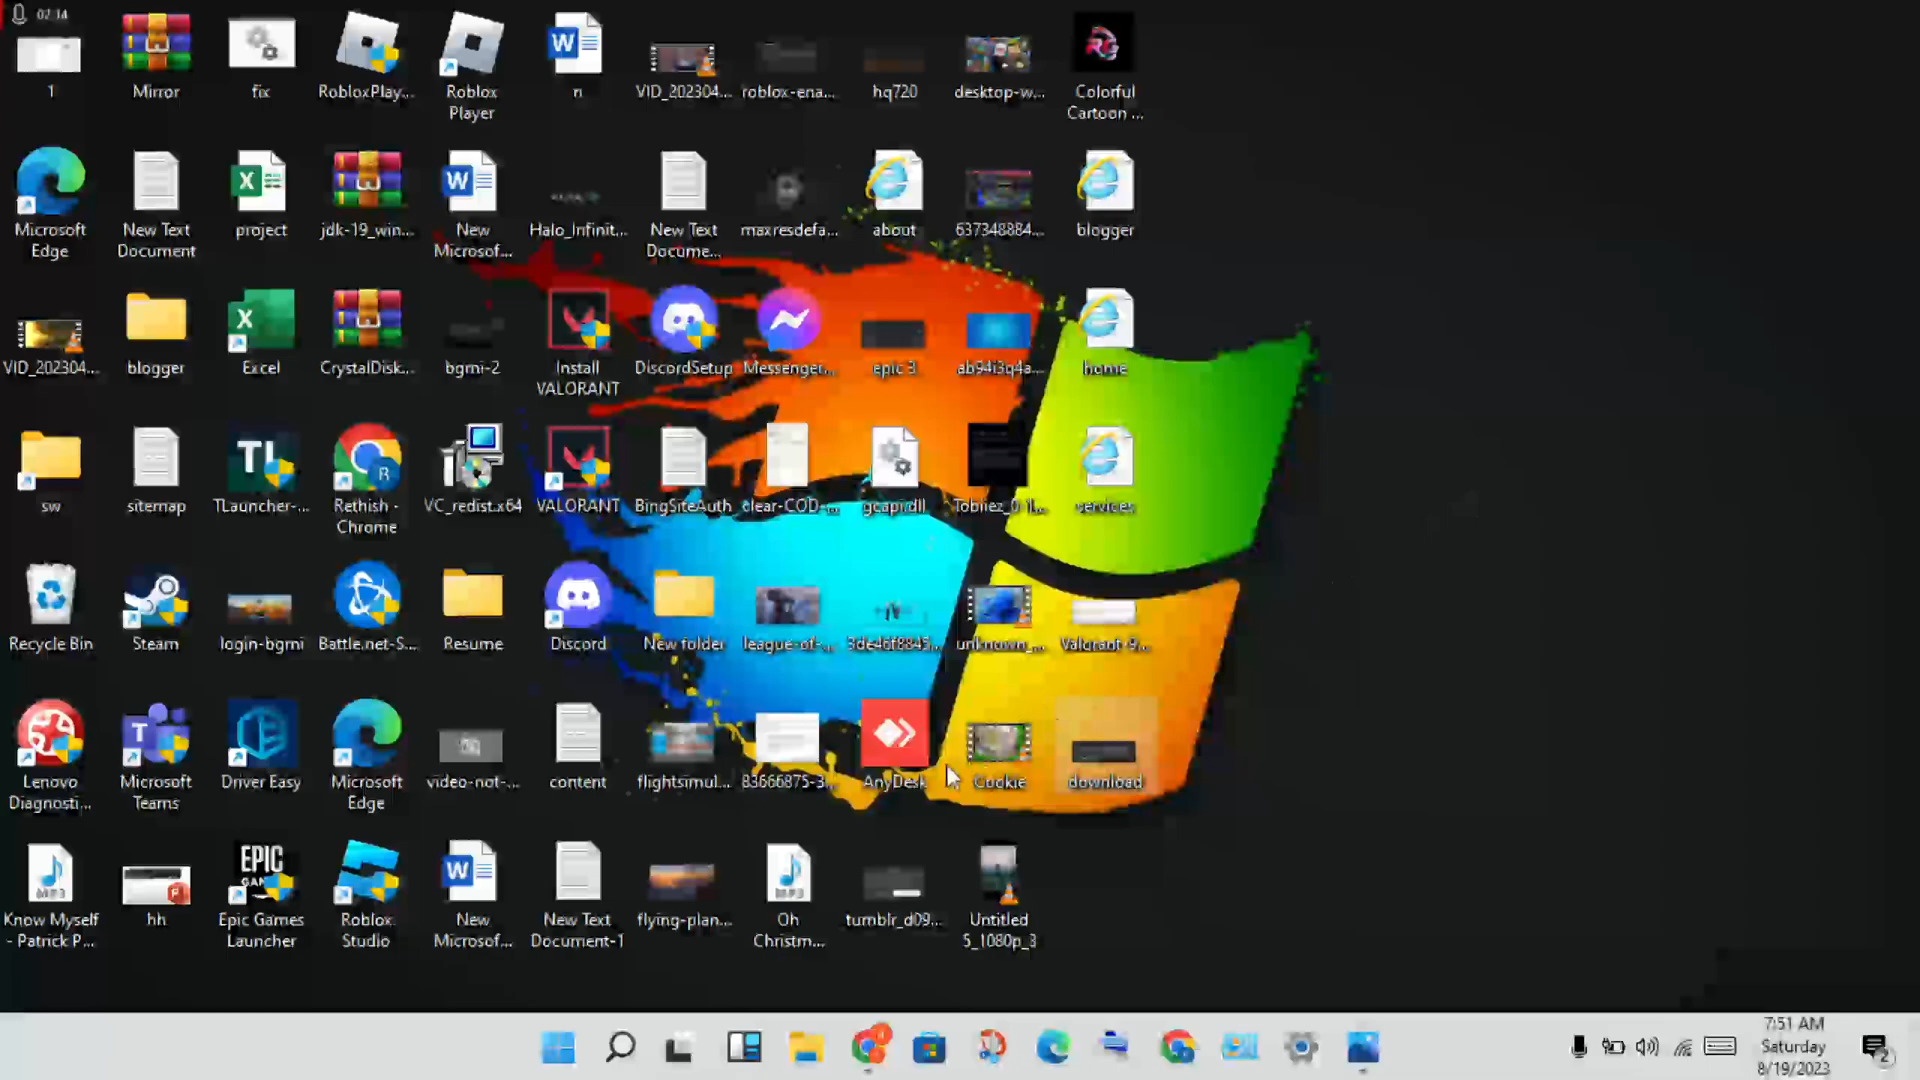 02:14
1
Mirror
fix
RobloxPlay...
Roblox
Player
n
VID_202304...
roblox-ena...
hq720
desktop-w...
Colorful
Cartoon ...
Microsoft
Edge
New Text
Document
project
jdk-19_win...
New
Microsof...
Halo_Infinit...
New Text
Docume...
maxresdefa...
about
637348884...
blogger
VID_202304...
blogger
Excel
CrystalDisk...
bgmi-2
Install
VALORANT
DiscordSetup
Messenger...
epic 3
ab94i3q4a...
home
sw
sitemap
TLauncher-...
Rethish -
Chrome
VC_redist.x64
VALORANT
BingSiteAuth
clear-COD-...
gcapi.dll
services
Recycle Bin
Steam
login-bgmi
Battle.net-S...
Resume
Discord
New folder
league-of-...
3de46f8845...
unknown_...
Valorant-9...
Lenovo
Diagnosti...
Microsoft
Teams
Driver Easy
Microsoft
Edge
video-not-...
content
flightsimul...
83666875-3...
AnyDesk
Cookie
download
Know Myself
- Patrick P...
hh
Epic Games
Launcher
Roblox
Studio
New
Microsof...
New Text
Document-1
flying-plan...
Oh
Christm...
tumblr_d09...
Untitled
5_1080p_3
7:51 AM
Saturday
8/19/2023
2